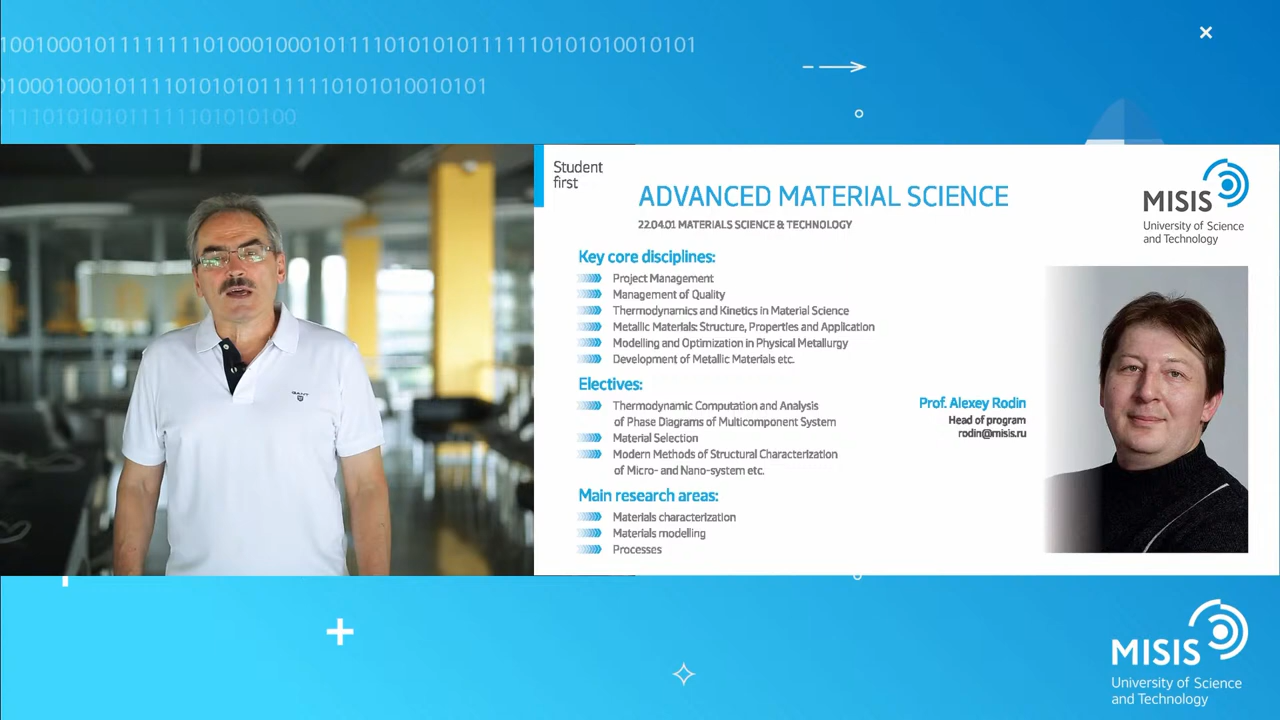 10010001011111111010001000101111010101011111101010100 10101
01000100010111101010101111110101010010101
11101010101111110101010​0
Student
first
ADVANCED MATERIAL SCIENCE
22.04.01 MATERIALS SCIENCE & TECHNOLOGY
MISIS
University of Science
and Technology
Key core disciplines:
Project Management
Management of Quality
Thermodynamics and Kinetics in Material Science
Metallic Materials: Structure, Properties and Application
Modelling and Optimization in Physical Metallurgy
Development of Metallic Materials etc.
Electives:
Thermodynamic Computation and Analysis
of Phase Diagrams of Multicomponent System
Material Selection
Modern Methods of Structural Characterization
of Micro- and Nano-system etc.
Main research areas:
Materials characterization
Materials modelling
Processes
Prof. Alexey Rodin
Head of program
rodin@misis.ru
GANT
MISIS
University of Science
and Technology